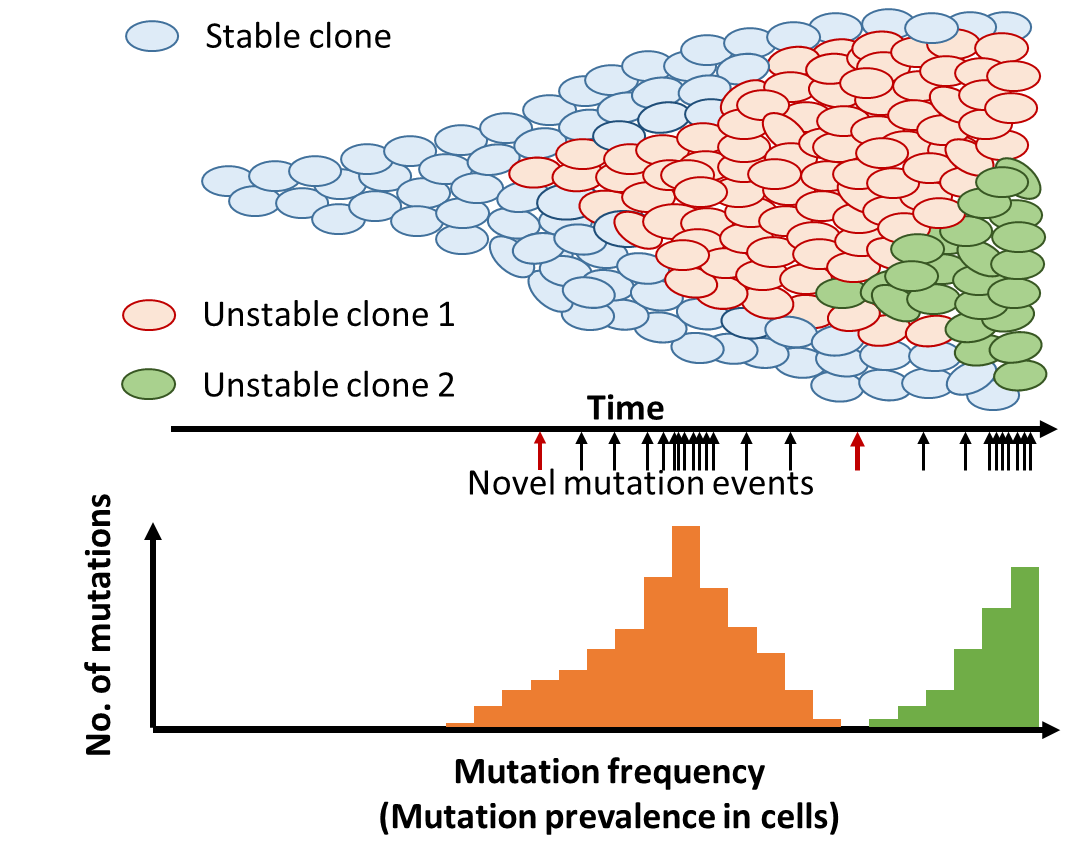 Stable clone
Unstable clone 1
Unstable clone 2
Time
Novel mutation events
No. of mutations
Mutation frequency
(Mutation prevalence in cells)